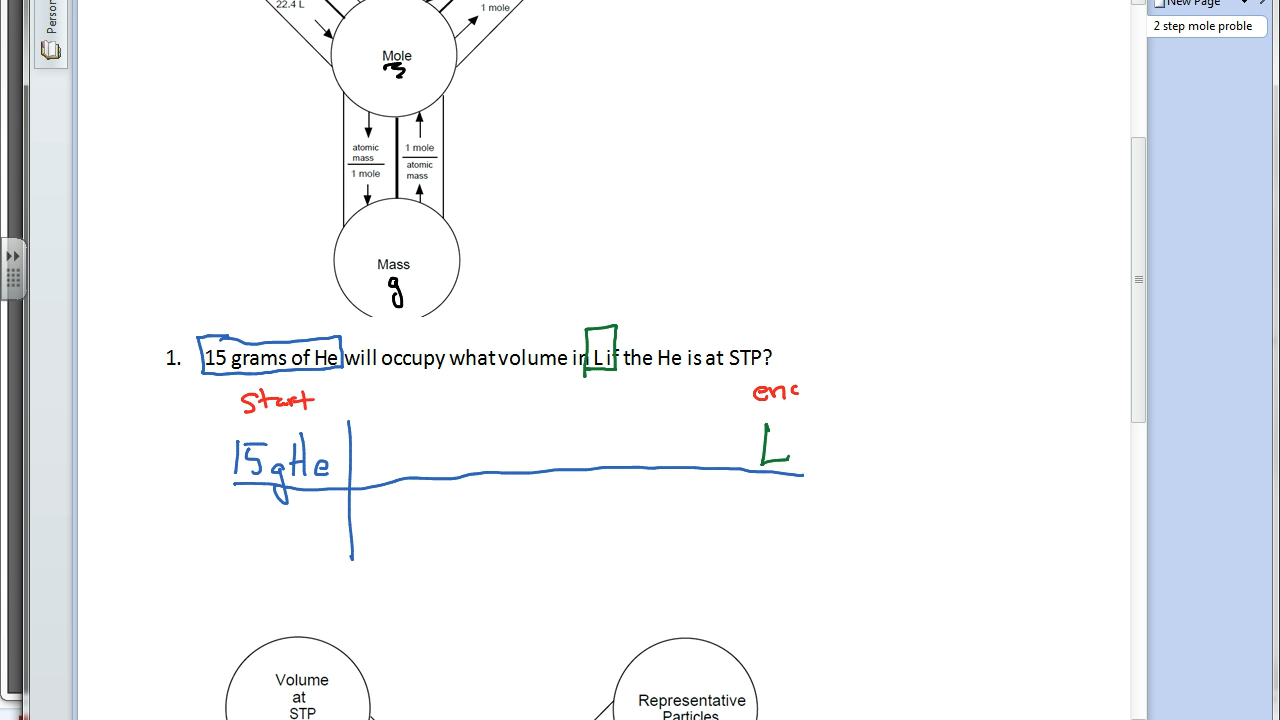 New Page
2 step mole proble
Person
22.4 L
1 mole
Mole
atomic
mass
1 mole
1 mole
atomic
mass
Mass
g
1. 15 grams of He will occupy what volume in L if the He is at STP?
start
enc
15 g He
L
Volume
at
STP
Representative
Particles